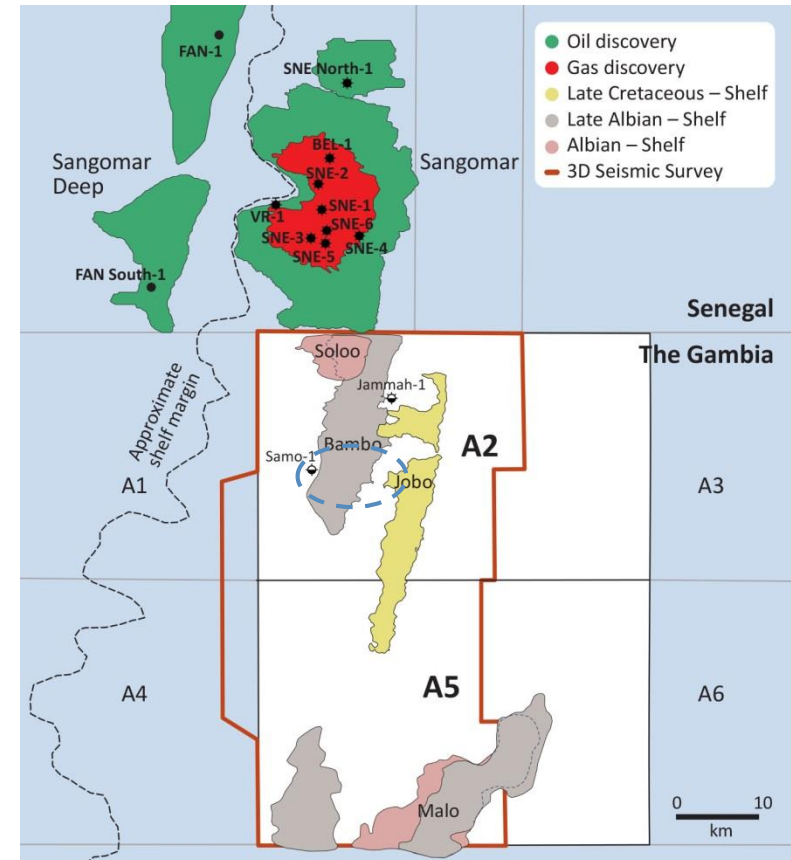 FAN-1
SNE North-1
Oil discovery
Gas discovery
Late Cretaceous – Shelf
Late Albian – Shelf
Albian – Shelf
3D Seismic Survey
BEL-1
Sangomar
Deep
SNE-2
Sangomar
VR-1
SNE-1
SNE-6
SNE-3
SNE-4
SNE-5
FAN South-1
Senegal
The Gambia
Soloo
Jammah-1
Approximate
shelf margin
Bambo
A2
Samo-1
Jobo
A1
A3
A4
A5
A6
Malo
0 10
km